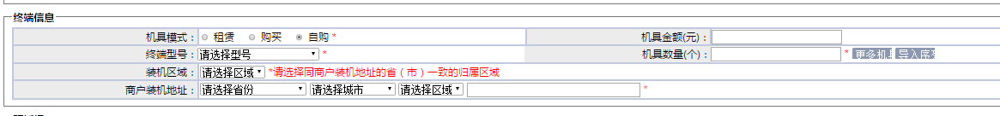 终端信息
机具模式： 租赁 购买 自购 * 机具金额(元)：
终端型号： 请选择型号 * 机具数量(个)： * 更多机具 导入序列
装机区域： 请选择区域 *请选择同商户装机地址的省（市）一致的归属区域
商户装机地址： 请选择省份 请选择城市 请选择区域 *